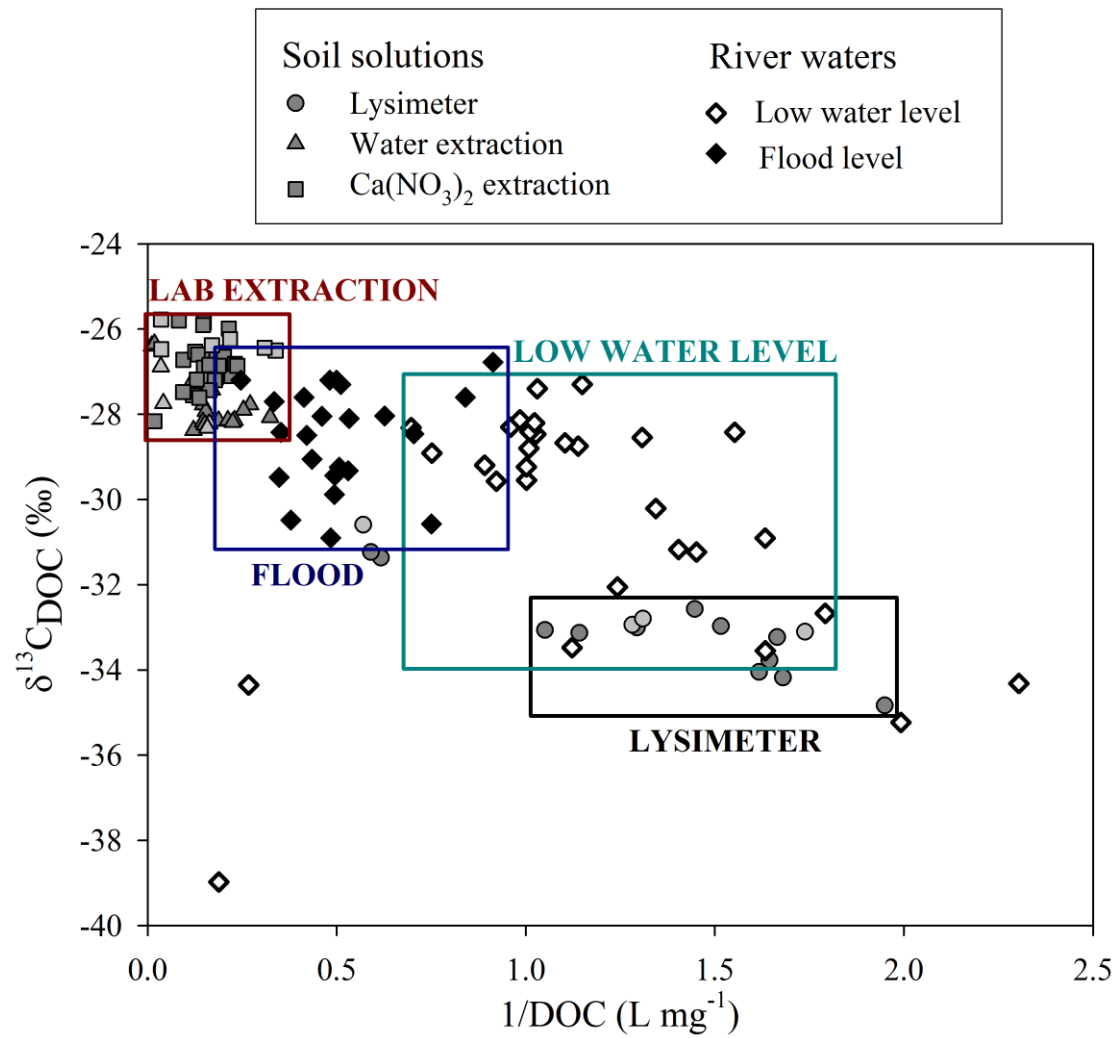 Soil solutions
Lysimeter
Water extraction
Ca(NO3)2 extraction
River waters
Low water level
Flood level
-24
-26
-28
-30
-32
-34
-36
-38
-40
δ13CDOC (‰)
LAB EXTRACTION
LOW WATER LEVEL
FLOOD
LYSIMETER
0.0 0.5 1.0 1.5 2.0 2.5
1/DOC (L mg-1)